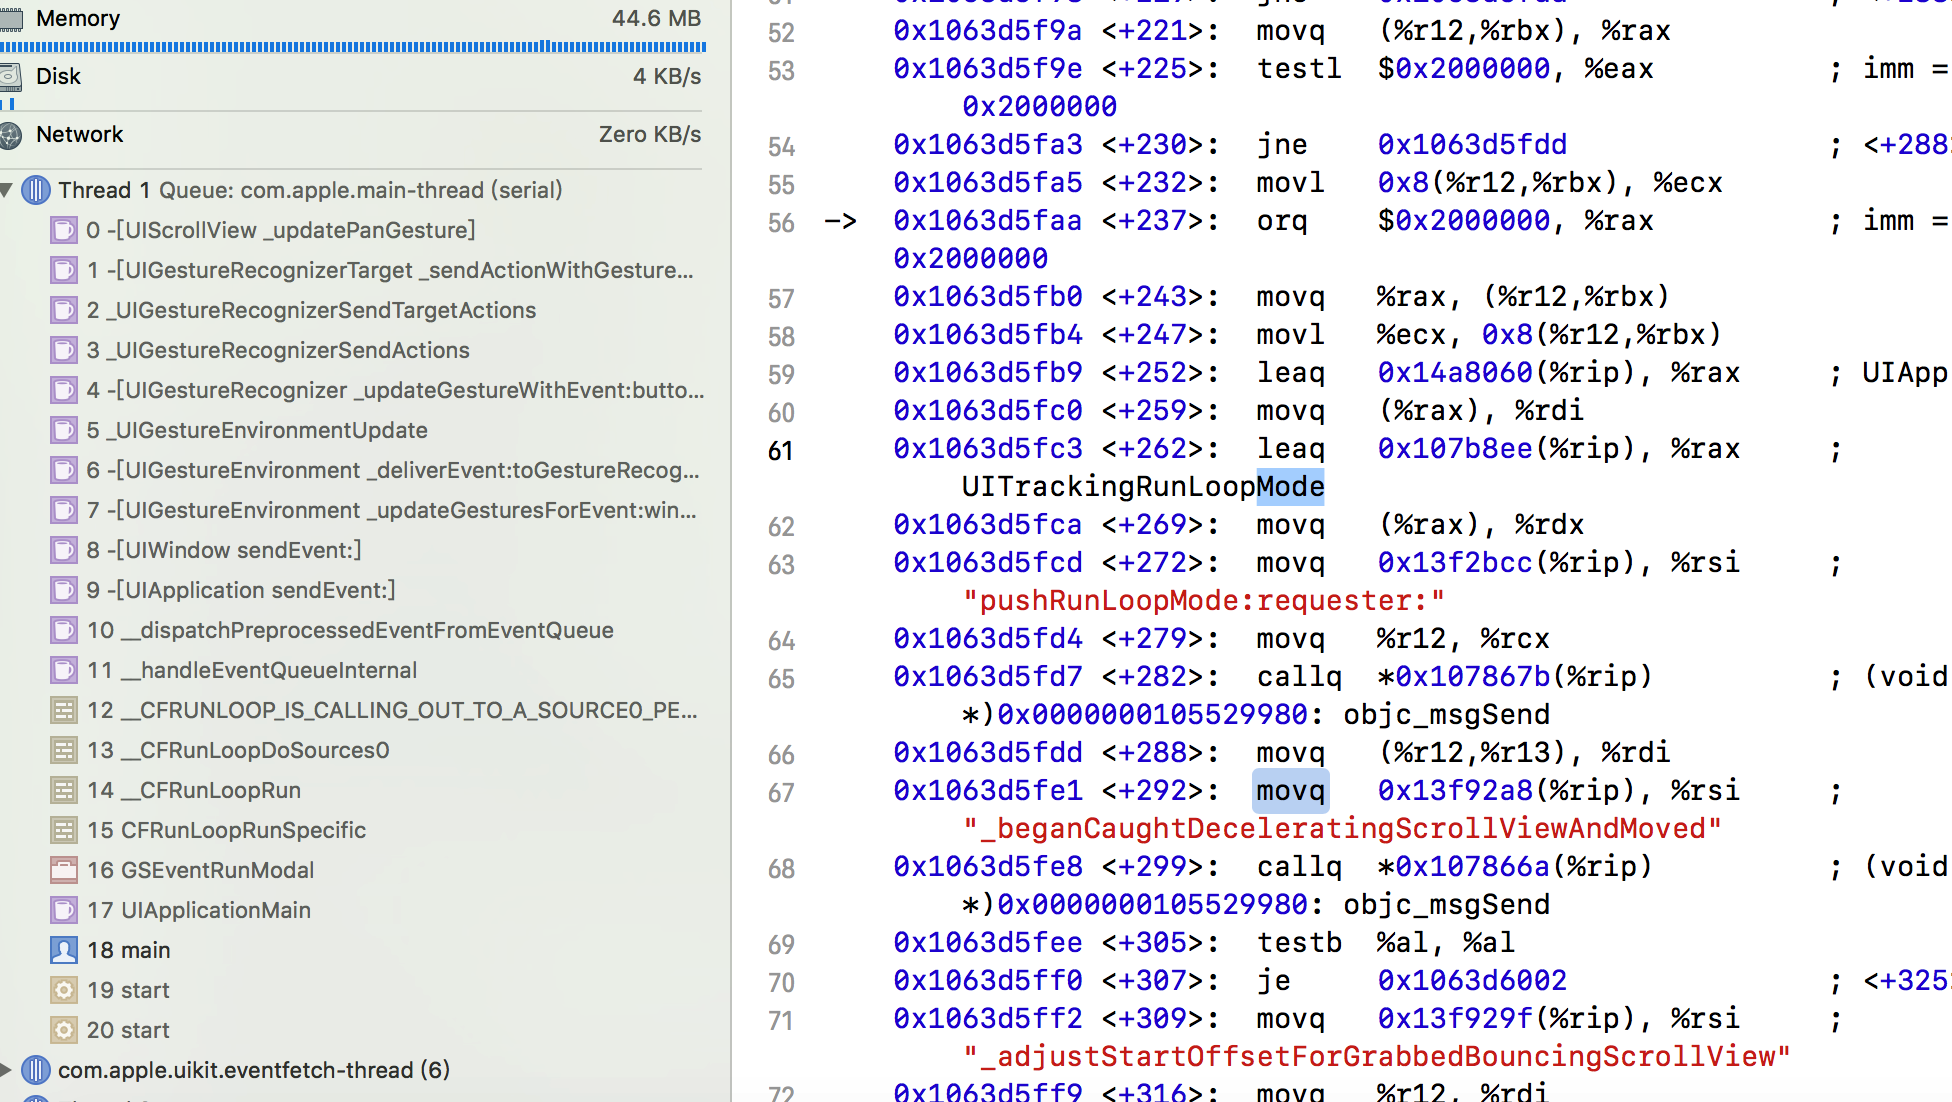 Memory 44.6 MB
Disk 4 KB/s
Network Zero KB/s
Thread 1 Queue: com.apple.main-thread (serial)
0 -[UIScrollView _updatePanGesture]
1 -[UIGestureRecognizerTarget _sendActionWithGesture...
2 _UIGestureRecognizerSendTargetActions
3 _UIGestureRecognizerSendActions
4 -[UIGestureRecognizer _updateGestureWithEvent:butto...
5 _UIGestureEnvironmentUpdate
6 -[UIGestureEnvironment _deliverEvent:toGestureRecog...
7 -[UIGestureEnvironment _updateGesturesForEvent:win...
8 -[UIWindow sendEvent:]
9 -[UIApplication sendEvent:]
10 __dispatchPreprocessedEventFromEventQueue
11 __handleEventQueueInternal
12 __CFRUNLOOP_IS_CALLING_OUT_TO_A_SOURCE0_PE...
13 __CFRunLoopDoSources0
14 __CFRunLoopRun
15 CFRunLoopRunSpecific
16 GSEventRunModal
17 UIApplicationMain
18 main
19 start
20 start
com.apple.uikit.eventfetch-thread (6)
52 0x1063d5f9a <+221>: movq (%r12,%rbx), %rax
53 0x1063d5f9e <+225>: testl $0x2000000, %eax ; imm =
0x2000000
54 0x1063d5fa3 <+230>: jne 0x1063d5fdd ; <+288
55 0x1063d5fa5 <+232>: movl 0x8(%r12,%rbx), %ecx
56 -> 0x1063d5faa <+237>: orq $0x2000000, %rax ; imm =
0x2000000
57 0x1063d5fb0 <+243>: movq %rax, (%r12,%rbx)
58 0x1063d5fb4 <+247>: movl %ecx, 0x8(%r12,%rbx)
59 0x1063d5fb9 <+252>: leaq 0x14a8060(%rip), %rax ; UIApp
60 0x1063d5fc0 <+259>: movq (%rax), %rdi
61 0x1063d5fc3 <+262>: leaq 0x107b8ee(%rip), %rax ;
UITrackingRunLoopMode
62 0x1063d5fca <+269>: movq (%rax), %rdx
63 0x1063d5fcd <+272>: movq 0x13f2bcc(%rip), %rsi ;
"pushRunLoopMode:requester:"
64 0x1063d5fd4 <+279>: movq %r12, %rcx
65 0x1063d5fd7 <+282>: callq *0x107867b(%rip) ; (void
*)0x0000000105529980: objc_msgSend
66 0x1063d5fdd <+288>: movq (%r12,%r13), %rdi
67 0x1063d5fe1 <+292>: movq 0x13f92a8(%rip), %rsi ;
"_beganCaughtDeceleratingScrollViewAndMoved"
68 0x1063d5fe8 <+299>: callq *0x107866a(%rip) ; (void
*)0x0000000105529980: objc_msgSend
69 0x1063d5fee <+305>: testb %al, %al
70 0x1063d5ff0 <+307>: je 0x1063d6002 ; <+325
71 0x1063d5ff2 <+309>: movq 0x13f929f(%rip), %rsi ;
"_adjustStartOffsetForGrabbedBouncingScrollView"
72 0x1063d5ff9 <+316>: movq %r12, %rdi